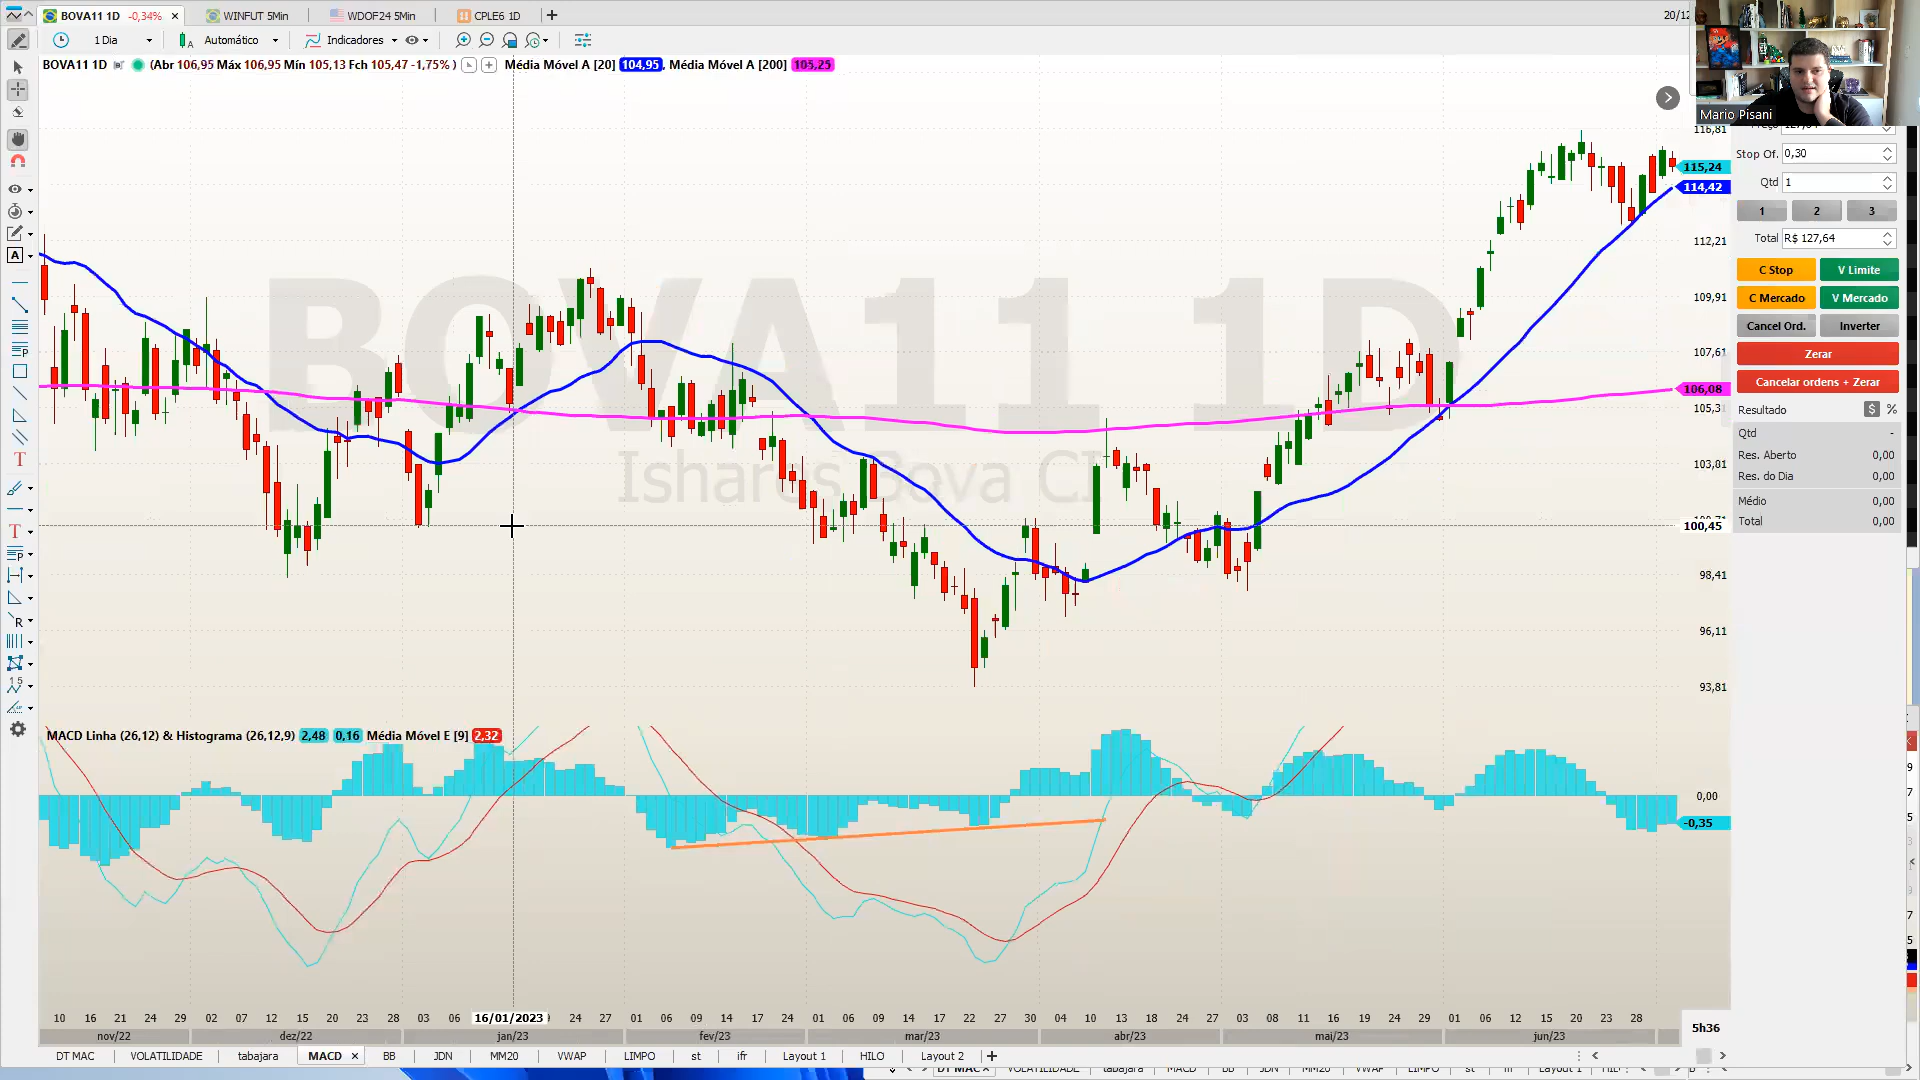 BOVA11 1D -0,34% WINFUT 5Min WDOF24 5Min CPLE6 1D 20/12
1 Dia Automático Indicadores
BOVA11 1D (Abr 106,95 Máx 106,95 Mín 105,13 Fch 105,47 -1,75% ) Média Móvel A [20] 104,95, Média Móvel A [200] 105,25
Mario Pisani
BOVA11 1D
Ishares Bova CI
116,81
115,24
114,42
112,21
109,91
107,61
106,08
105,31
103,81
100,45
98,41
96,11
93,81
Stop Of. 0,30
Qtd 1
1 2 3
Total R$ 127,64
C Stop V Limite
C Mercado V Mercado
Cancel Ord. Inverter
Zerar
Cancelar ordens + Zerar
Resultado $ %
Qtd -
Res. Aberto 0,00
Res. do Dia 0,00
Médio 0,00
Total 0,00
MACD Linha (26,12) & Histograma (26,12,9) 2,48 0,16 Média Móvel E [9] 2,32
0,00
-0,35
10 16 21 24 29 02 07 12 15 20 23 28 03 06 16/01/2023 24 27 01 06 09 14 17 24 01 06 09 14 17 22 27 30 04 10 13 18 24 27 03 08 11 16 19 24 29 01 06 12 15 20 23 28
nov/22 dez/22 jan/23 fev/23 mar/23 abr/23 mai/23 jun/23
5h36
DT MAC VOLATILIDADE tabajara MACD BB JDN MM20 VWAP LIMPO st ifr Layout 1 HILO Layout 2